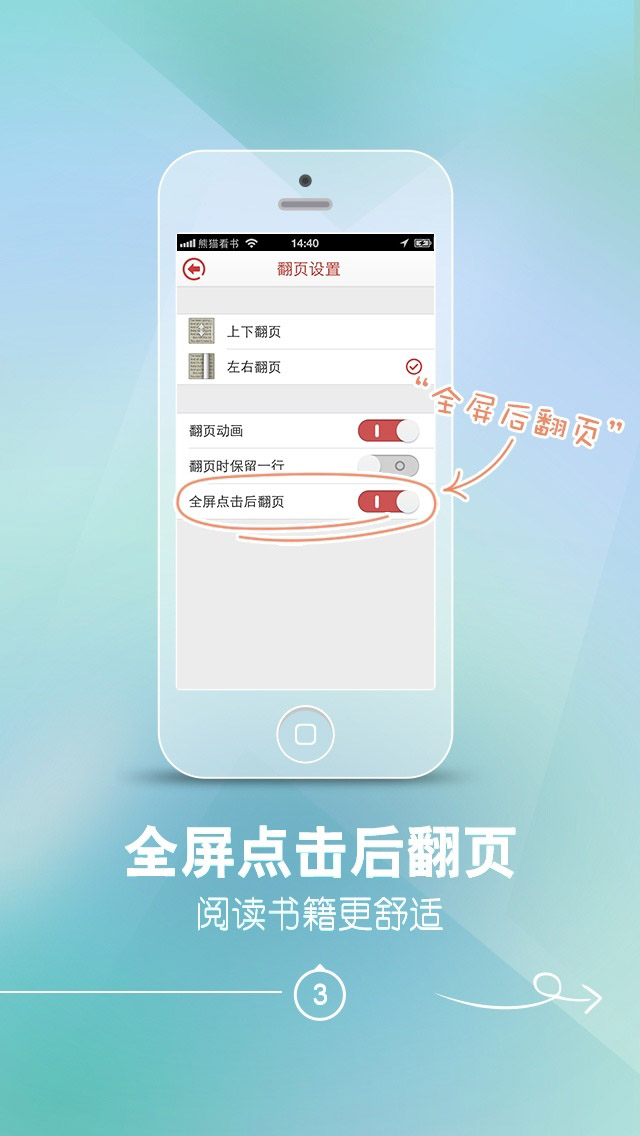 熊猫看书 14:40
翻页设置
上下翻页
左右翻页
“全屏后翻页”
翻页动画
翻页时保留一行
全屏点击后翻页
全屏点击后翻页
阅读书籍更舒适
3